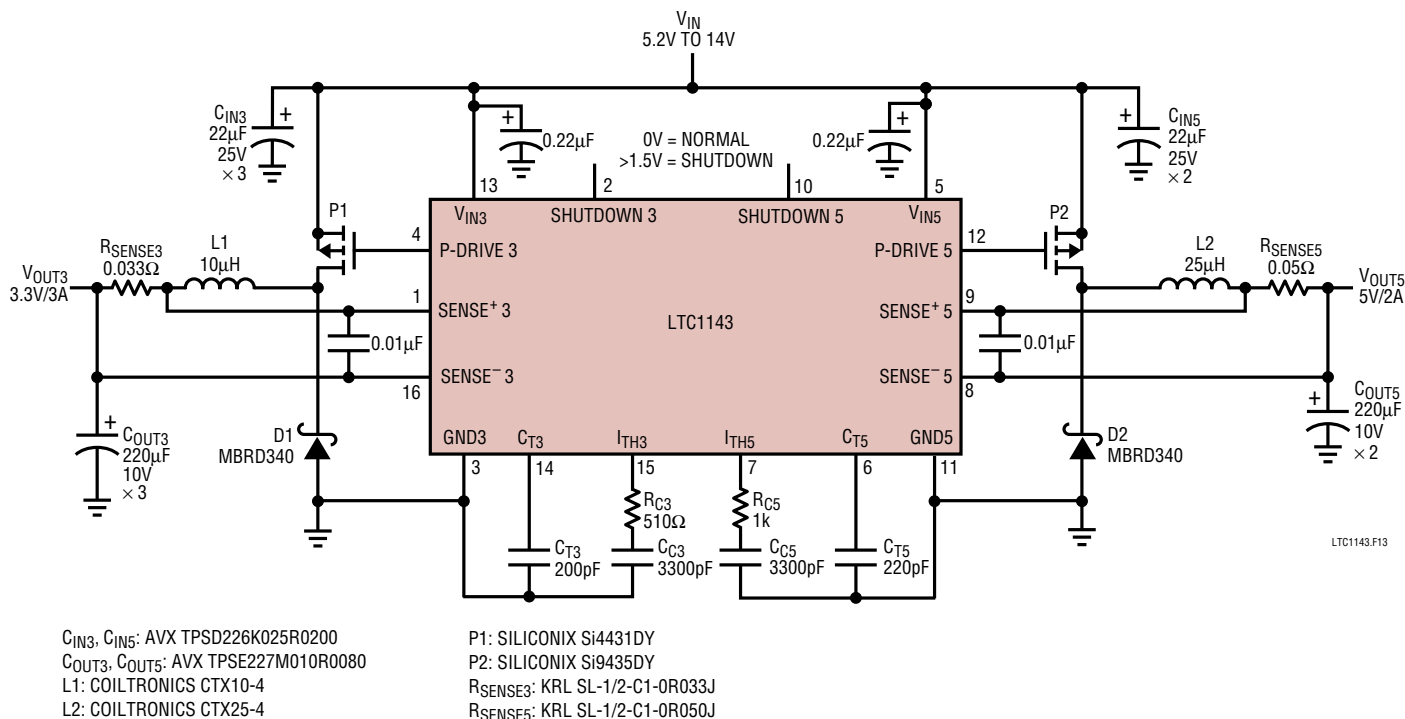 V_IN
5.2V TO 14V
C_IN3
22µF
25V
× 3
+
+
0.22µF
0V = NORMAL
>1.5V = SHUTDOWN
0.22µF
+
+
C_IN5
22µF
25V
× 2
13
2
10
5
V_IN3
SHUTDOWN 3
SHUTDOWN 5
V_IN5
P1
P2
4
P-DRIVE 3
P-DRIVE 5
12
V_OUT3
3.3V/3A
R_SENSE3
0.033Ω
L1
10µH
L2
25µH
R_SENSE5
0.05Ω
V_OUT5
5V/2A
1
SENSE+ 3
SENSE+ 5
9
LTC1143
0.01µF
0.01µF
SENSE– 3
SENSE– 5
16
8
+
C_OUT3
220µF
10V
× 3
+
C_OUT5
220µF
10V
× 2
D1
MBRD340
D2
MBRD340
GND3
C_T3
I_TH3
I_TH5
C_T5
GND5
3
14
15
7
6
11
R_C3
510Ω
R_C5
1k
C_T3
200pF
C_C3
3300pF
C_C5
3300pF
C_T5
220pF
LTC1143.F13
C_IN3, C_IN5: AVX TPSD226K025R0200
C_OUT3, C_OUT5: AVX TPSE227M010R0080
L1: COILTRONICS CTX10-4
L2: COILTRONICS CTX25-4
P1: SILICONIX Si4431DY
P2: SILICONIX Si9435DY
R_SENSE3: KRL SL-1/2-C1-0R033J
R_SENSE5: KRL SL-1/2-C1-0R050J